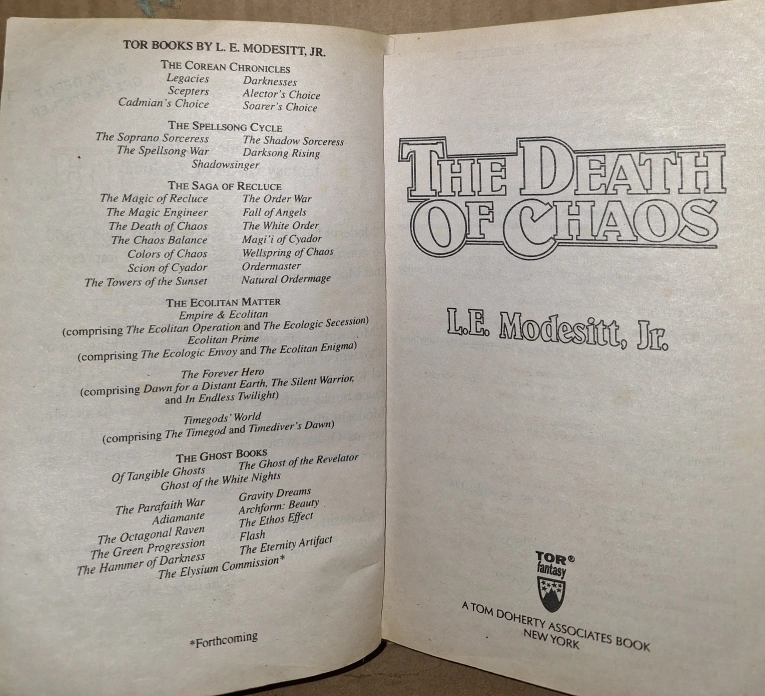 TOR BOOKS BY L. E. MODESITT, JR.
THE COREAN CHRONICLES
Legacies Darknesses
Scepters Alector's Choice
Cadmian's Choice Soarer's Choice
THE SPELLSONG CYCLE
The Soprano Sorceress The Shadow Sorceress
The Spellsong War Darksong Rising
Shadowsinger
THE SAGA OF RECLUCE
The Magic of Recluce The Order War
The Magic Engineer Fall of Angels
The Death of Chaos The White Order
The Chaos Balance Magi'i of Cyador
Colors of Chaos Wellspring of Chaos
Scion of Cyador Ordermaster
The Towers of the Sunset Natural Ordermage
THE ECOLITAN MATTER
Empire & Ecolitan
(comprising The Ecolitan Operation and The Ecologic Secession)
Ecolitan Prime
(comprising The Ecologic Envoy and The Ecolitan Enigma)
The Forever Hero
(comprising Dawn for a Distant Earth, The Silent Warrior,
and In Endless Twilight)
Timegods' World
(comprising The Timegod and Timediver's Dawn)
THE GHOST BOOKS
Of Tangible Ghosts The Ghost of the Revelator
Ghost of the White Nights
The Parafaith War Gravity Dreams
Adiamante Archform: Beauty
The Octagonal Raven The Ethos Effect
The Green Progression Flash
The Hammer of Darkness The Eternity Artifact
The Elysium Commission*
*Forthcoming
THE DEATH
OF CHAOS
L.E. Modesitt, Jr.
TOR®
fantasy
A TOM DOHERTY ASSOCIATES BOOK
NEW YORK